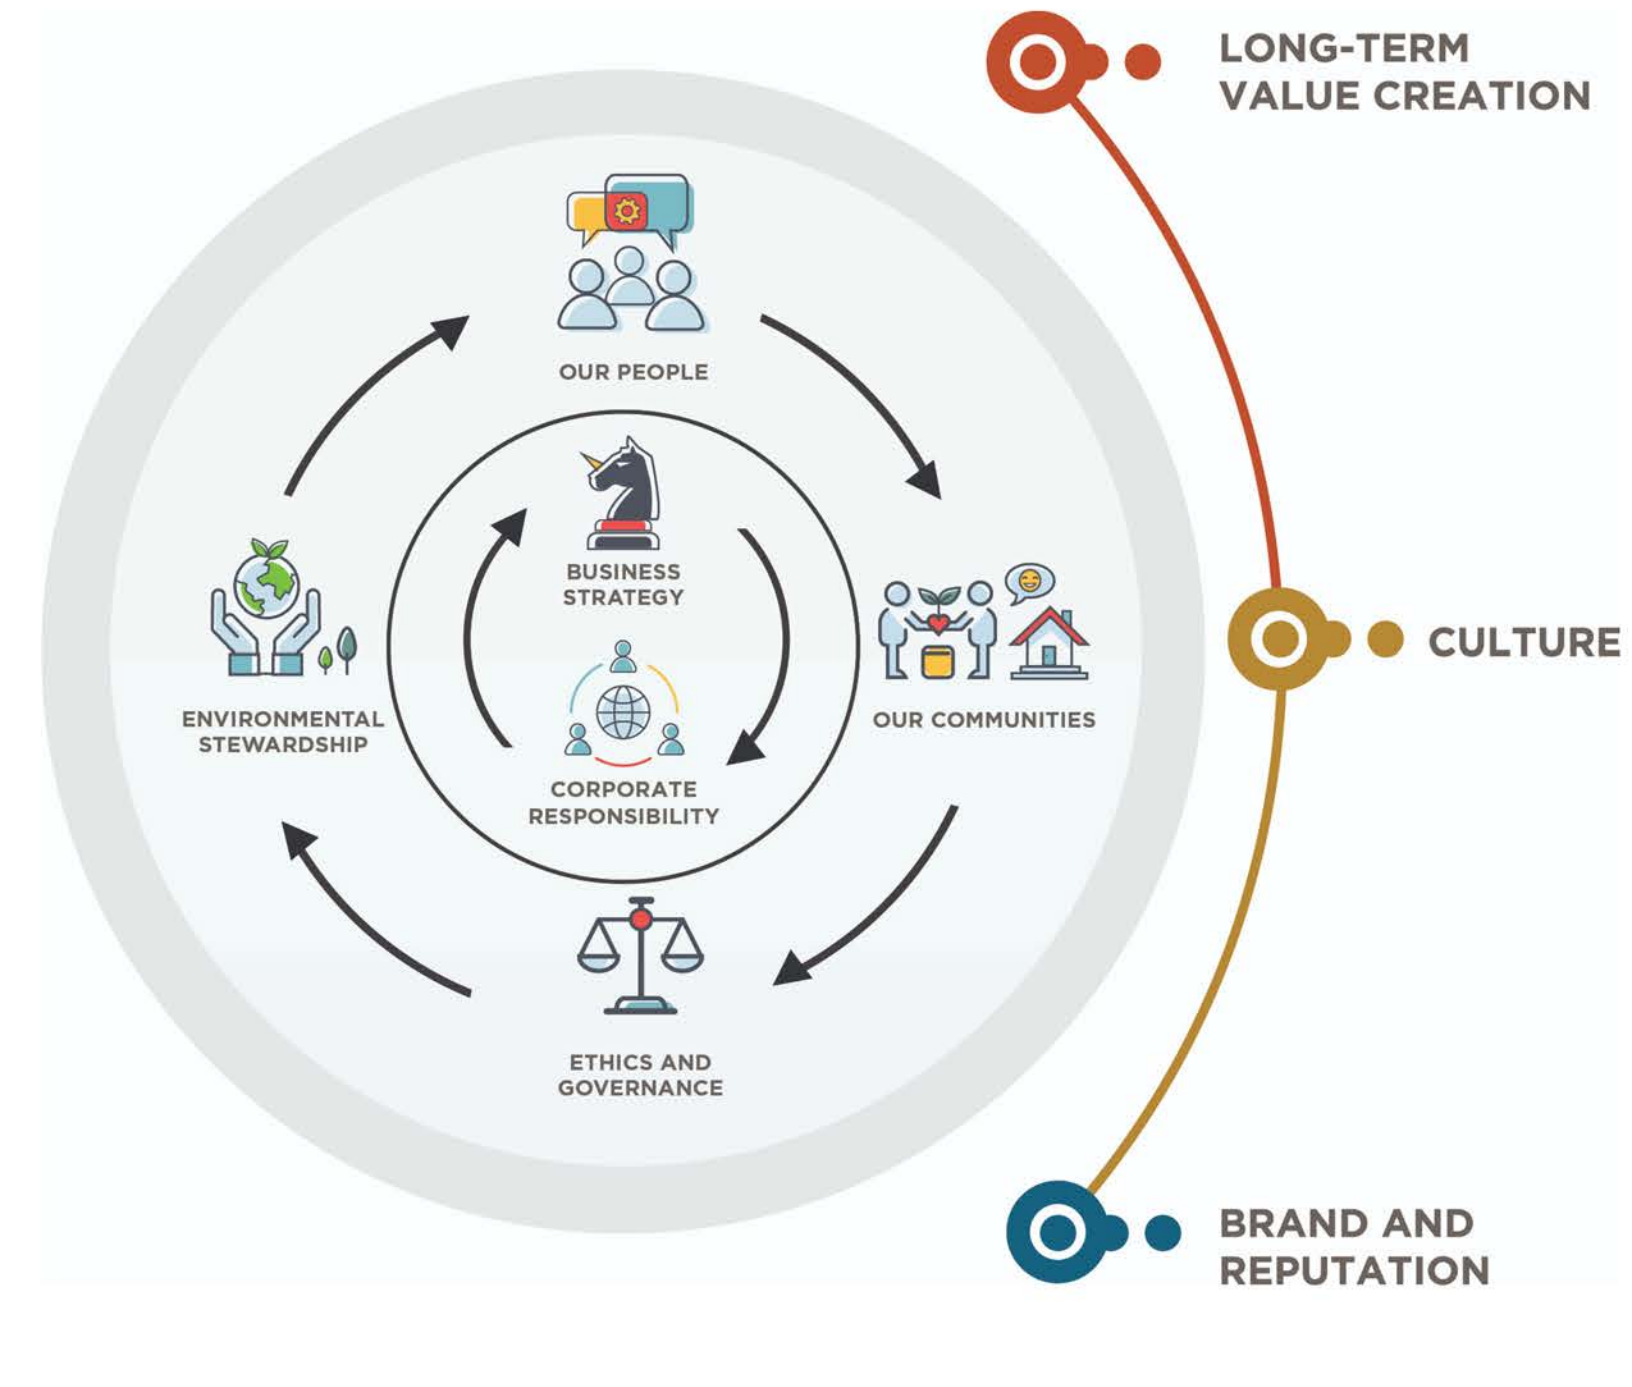 LONG-TERM
VALUE CREATION
OUR PEOPLE
BUSINESS
STRATEGY
ENVIRONMENTAL
STEWARDSHIP
OUR COMMUNITIES
CULTURE
CORPORATE
RESPONSIBILITY
ETHICS AND
GOVERNANCE
BRAND AND
REPUTATION